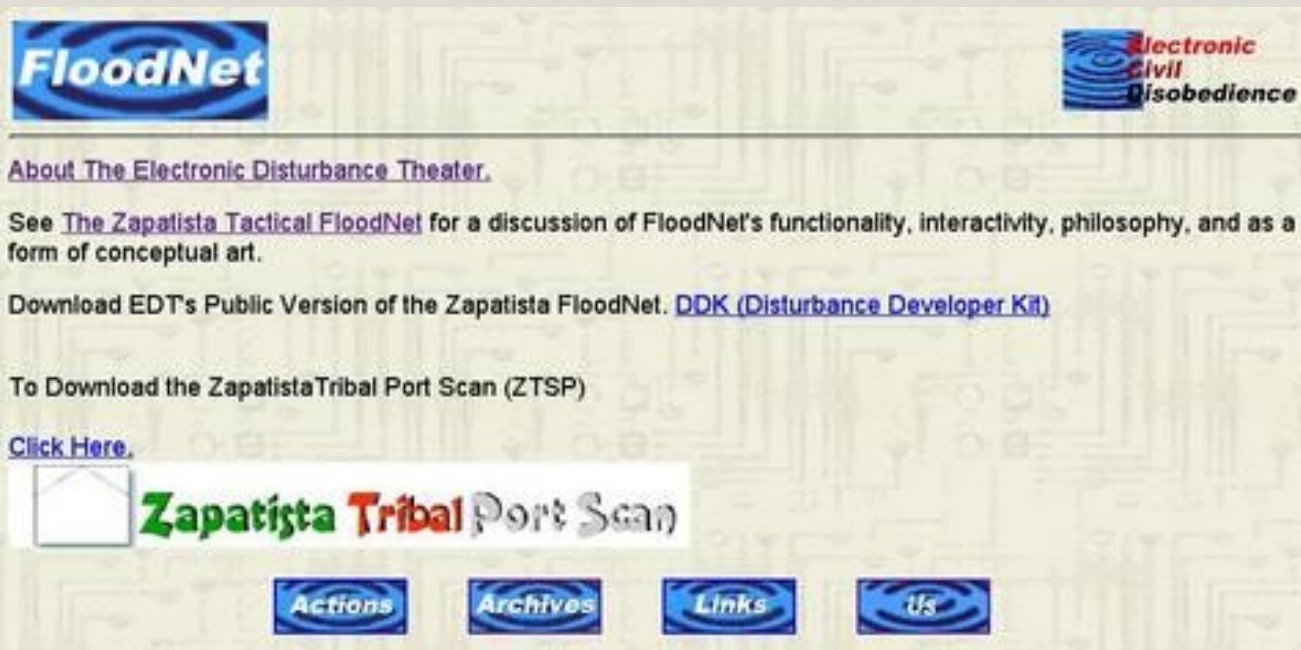 FloodNet
Electronic
Civil
Disobedience
About The Electronic Disturbance Theater.
See The Zapatista Tactical FloodNet for a discussion of FloodNet's functionality, interactivity, philosophy, and as a
form of conceptual art.
Download EDT's Public Version of the Zapatista FloodNet. DDK (Disturbance Developer Kit)
To Download the ZapatistaTribal Port Scan (ZTSP)
Click Here.
Zapatista Tribal Port Scan
Actions Archives Links Us